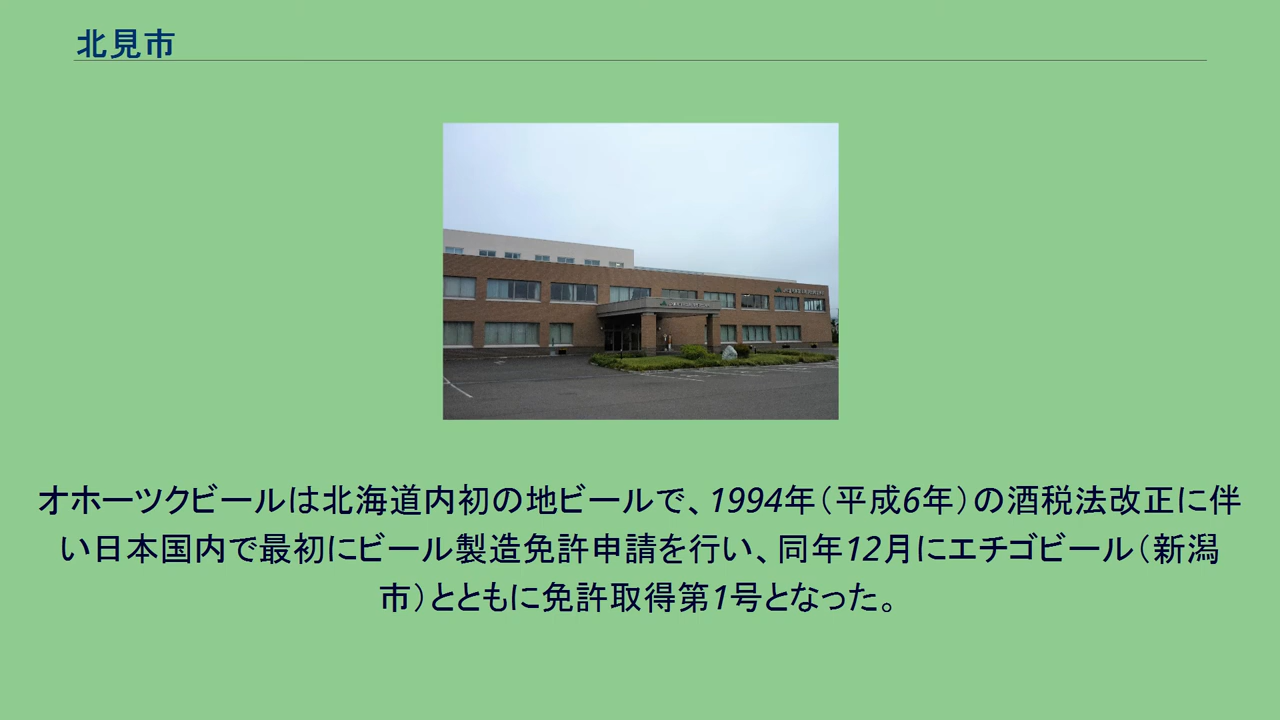 北見市
オホーツクビールは北海道内初の地ビールで、1994年（平成6年）の酒税法改正に伴
い日本国内で最初にビール製造免許申請を行い、同年12月にエチゴビール（新潟
市）とともに免許取得第1号となった。